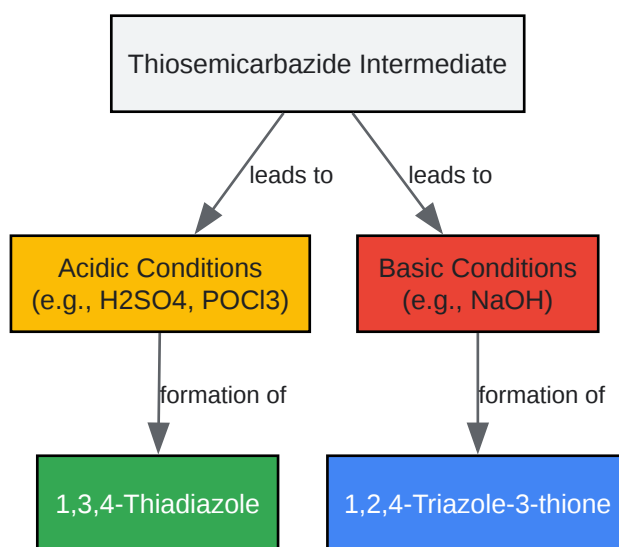 Thiosemicarbazide Intermediate
leads to
leads to
Acidic Conditions
(e.g., H2SO4, POCl3)
Basic Conditions
(e.g., NaOH)
formation of
formation of
1,3,4-Thiadiazole
1,2,4-Triazole-3-thione